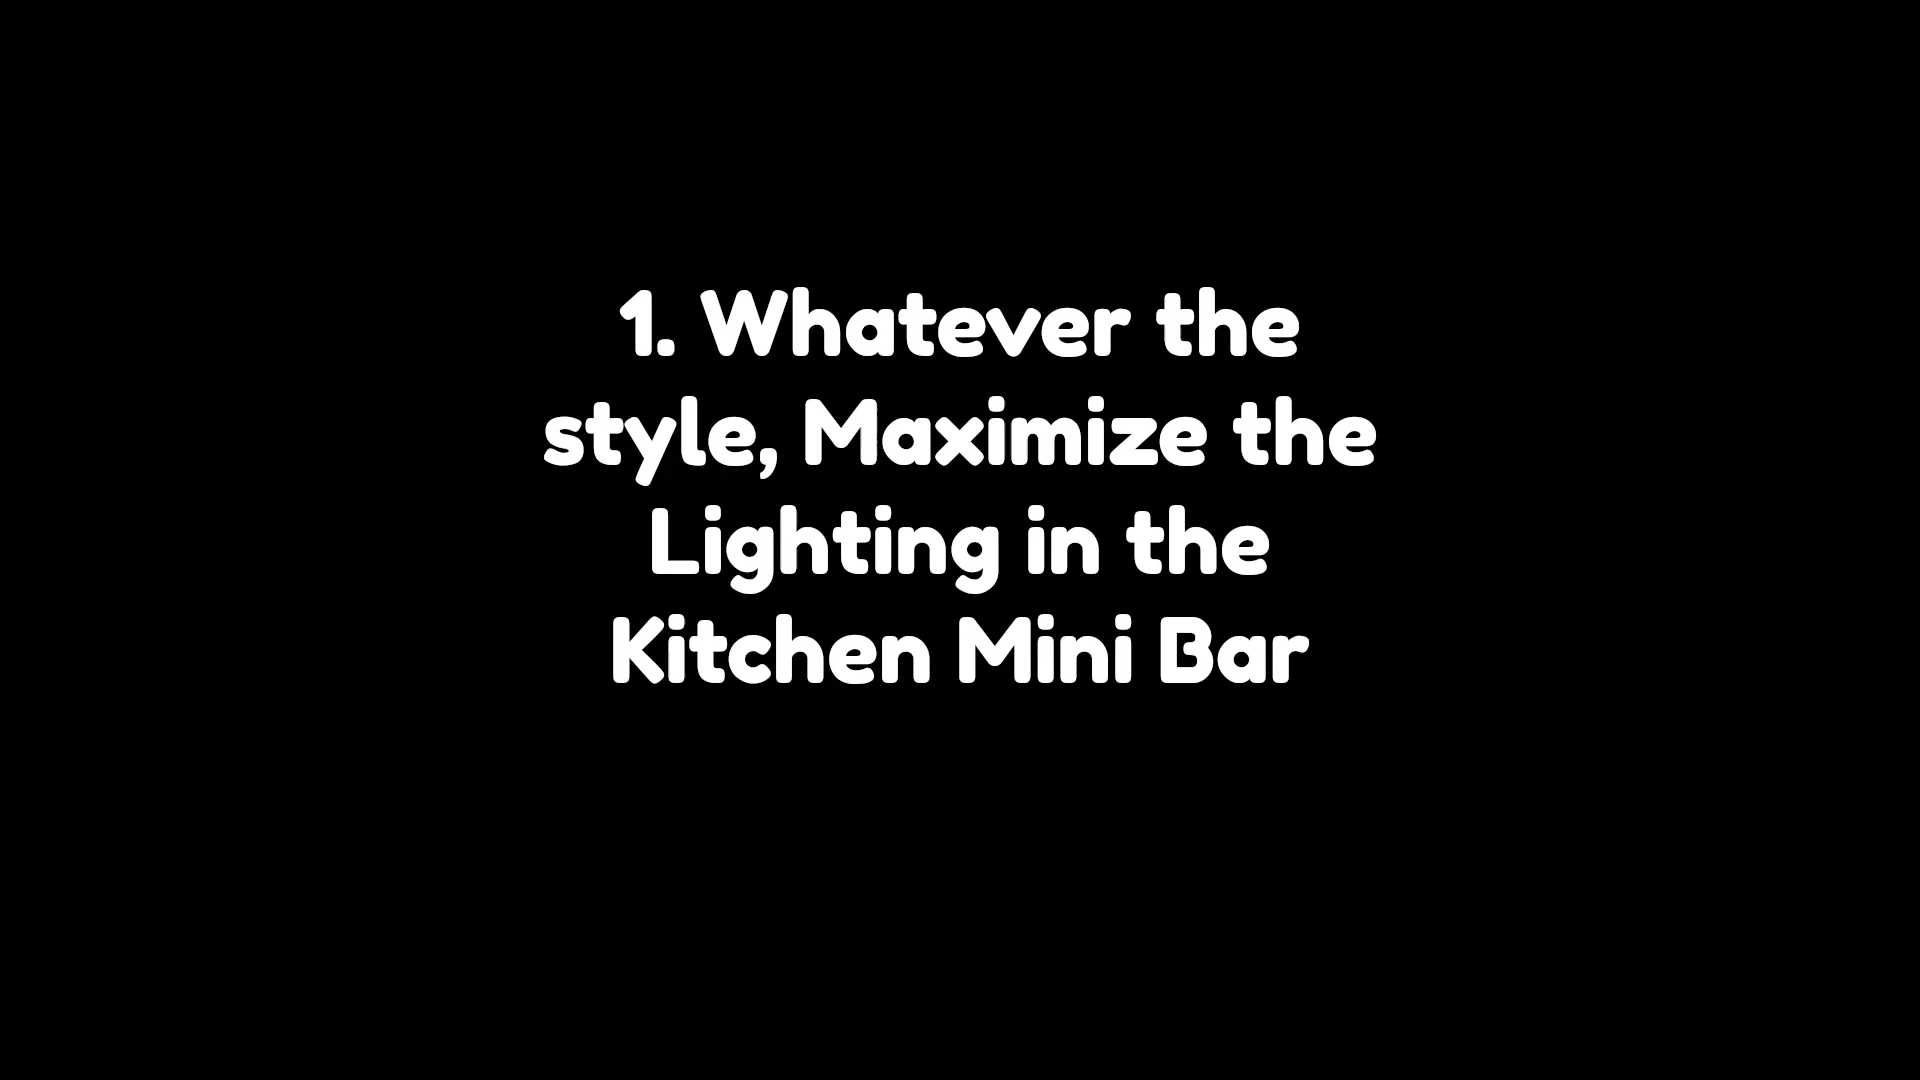 1. Whatever the
style, Maximize the
Lighting in the
Kitchen Mini Bar